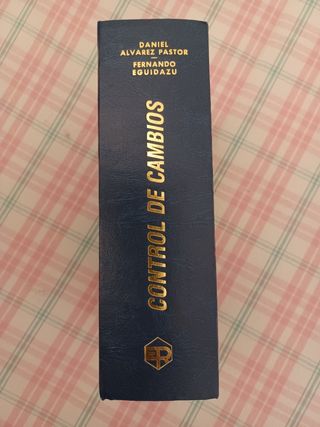 DANIEL
ALVAREZ PASTOR
—
FERNANDO
EGUIDAZU
CONTROL DE CAMBIOS